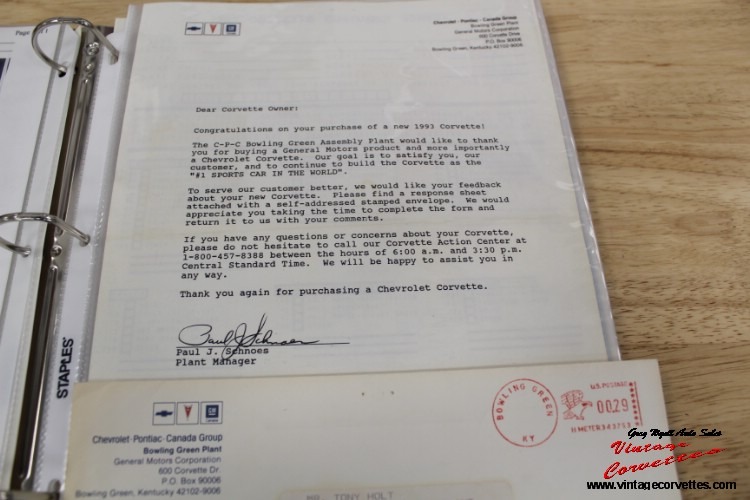 Chevrolet · Pontiac · Canada Group
Bowling Green Plant
General Motors Corporation
600 Corvette Drive
P.O. Box 90006
Bowling Green, Kentucky 42102-9006
Dear Corvette Owner:
Congratulations on your purchase of a new 1993 Corvette!
The C-P-C Bowling Green Assembly Plant would like to thank
you for buying a General Motors product and more importantly
a Chevrolet Corvette. Our goal is to satisfy you, our
customer, and to continue to build the Corvette as the
"#1 SPORTS CAR IN THE WORLD".
To serve our customer better, we would like your feedback
about your new Corvette. Please find a response sheet
attached with a self-addressed stamped envelope. We would
appreciate you taking the time to complete the form and
return it to us with your comments.
If you have any questions or concerns about your Corvette,
please do not hesitate to call our Corvette Action Center at
1-800-457-8388 between the hours of 6:00 a.m. and 3:30 p.m.
Central Standard Time. We will be happy to assist you in
any way.
Thank you again for purchasing a Chevrolet Corvette.
Paul J. Schnoes
Paul J. Schnoes
Plant Manager
STAPLES
Chevrolet · Pontiac · Canada Group
Bowling Green Plant
General Motors Corporation
600 Corvette Dr.
P.O. Box 90006
Bowling Green, Kentucky 42102-9006
BOWLING GREEN
KY
U.S. POSTAGE
0029
MR. TONY HOLT
Greg Wyatt Auto Sales
Vintage
Corvettes
www.vintagecorvettes.com